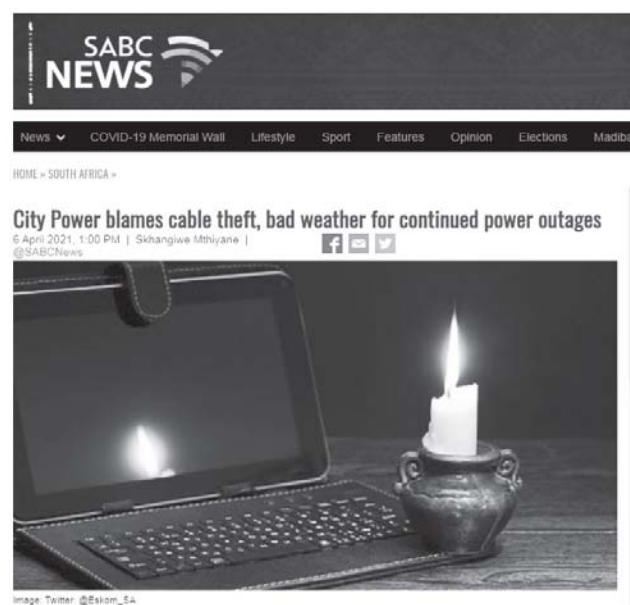 SABC
NEWS
News COVID-19 Memorial Wall Lifestyle Sport Features Opinion Elections Madiba
HOME » SOUTH AFRICA »
City Power blames cable theft, bad weather for continued power outages
6 April 2021, 1:00 PM | Skhangiwe Mthiyane |
@SABCNews
Image: Twitter: @Eskom_SA